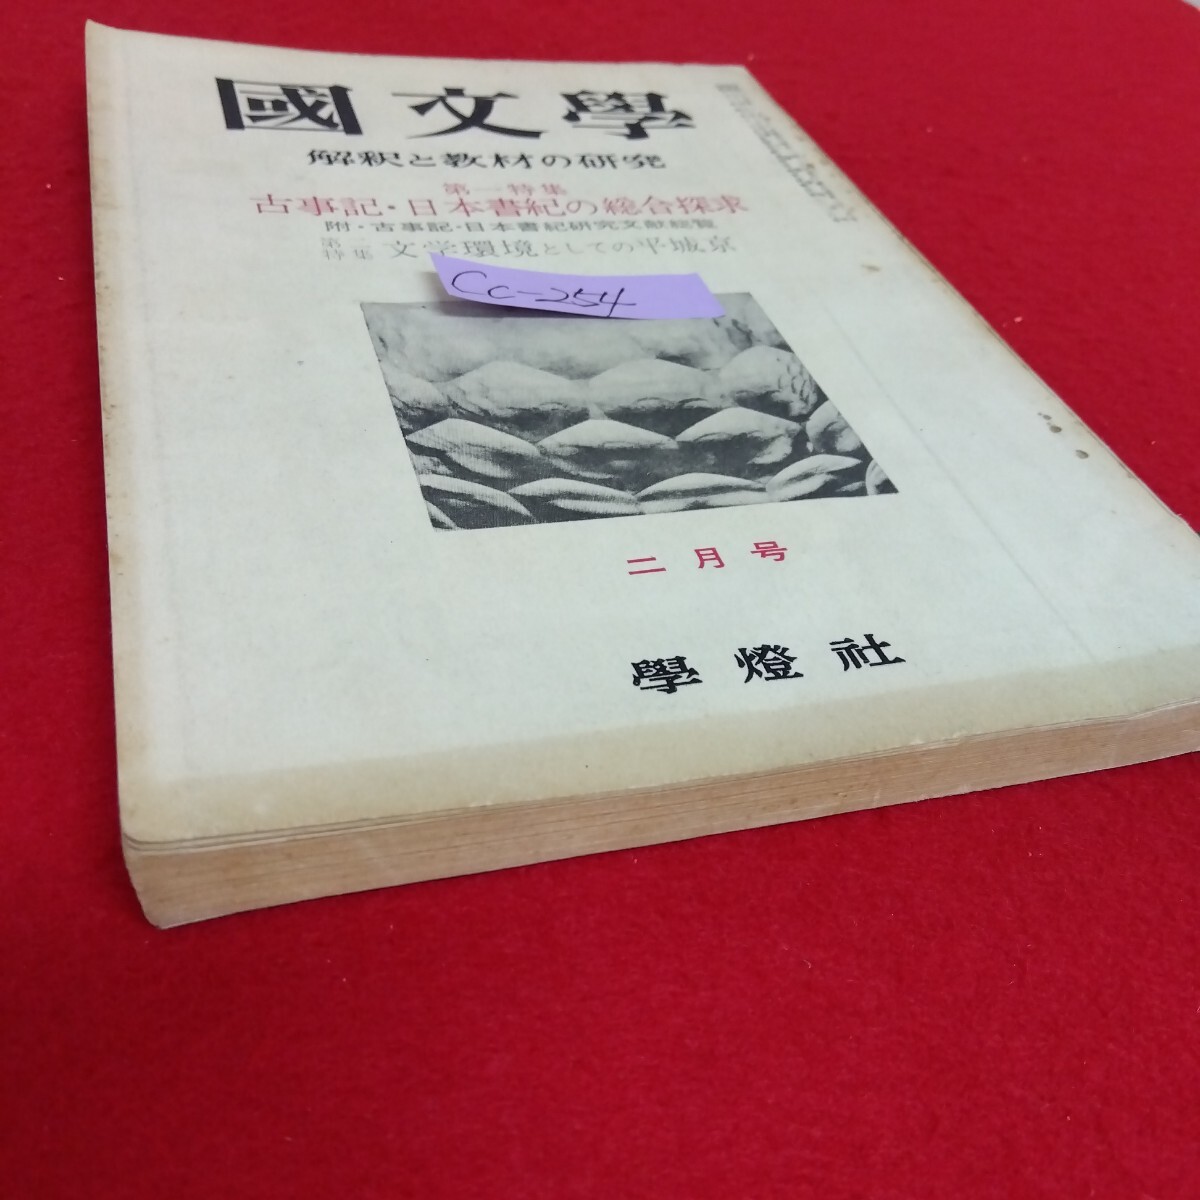 國文學
解釈と教材の研究
第一特集
古事記・日本書紀の総合探求
附・古事記・日本書紀研究文献総覧
第二特集 文学環境としての平城京
Cc-254
二月号
學燈社